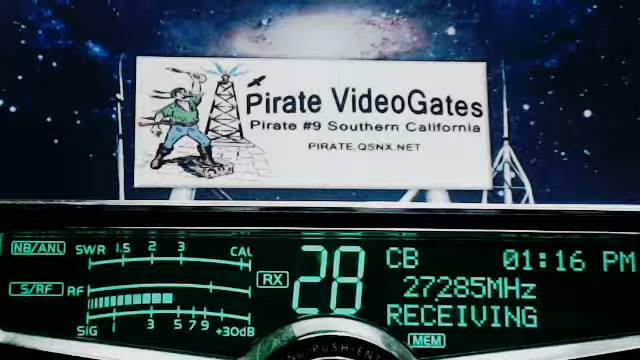 Pirate VideoGates
Pirate #9 Southern California
PIRATE.QSNX.NET
NB/ANL SWR 1.5 2 3 CAL
S/RF RF
SIG 3 5 7 9 +30dB
RX 28
CB 01:16 PM
27285MHz
RECEIVING
MEM
PUSH